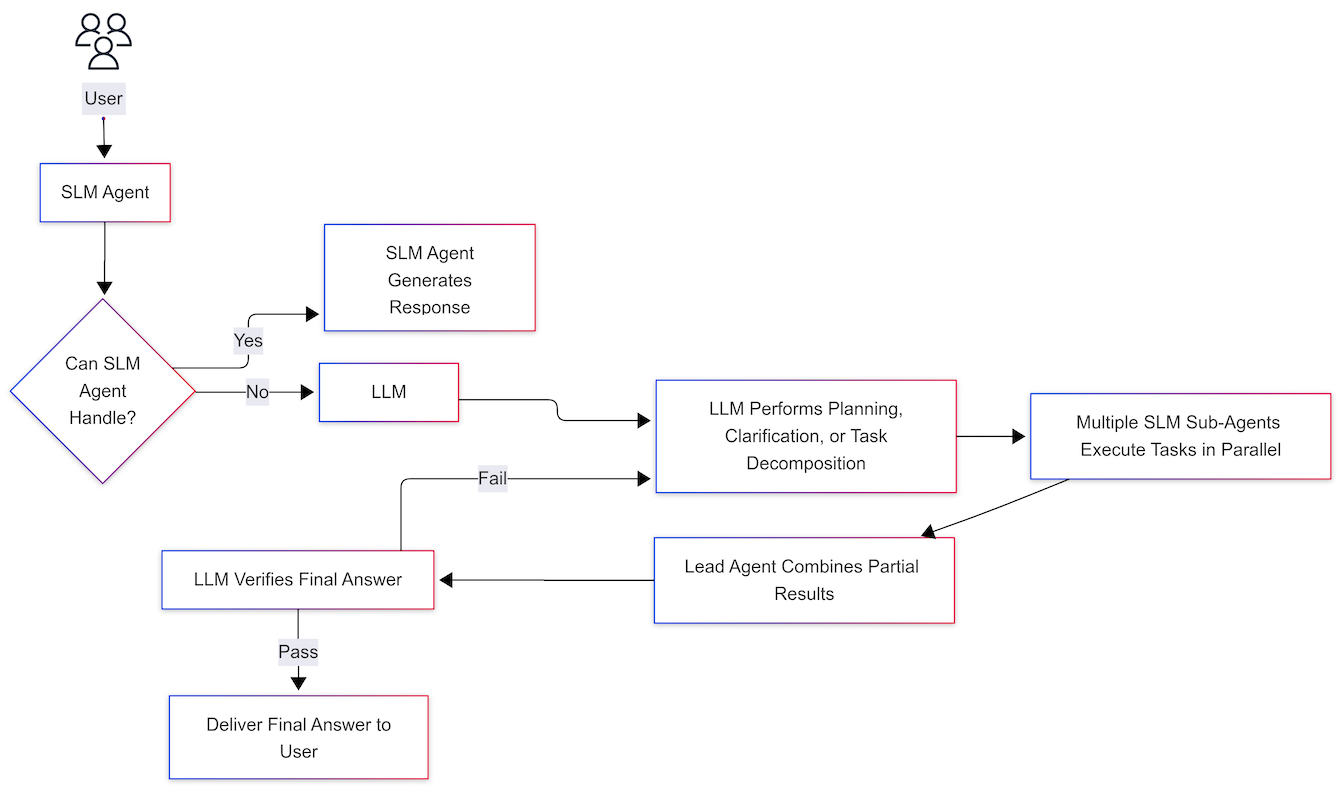 User
SLM Agent
Can SLM
Agent
Handle?
Yes
No
SLM Agent
Generates
Response
LLM
LLM Performs Planning,
Clarification, or Task
Decomposition
Multiple SLM Sub-Agents
Execute Tasks in Parallel
Lead Agent Combines Partial
Results
LLM Verifies Final Answer
Fail
Pass
Deliver Final Answer to
User